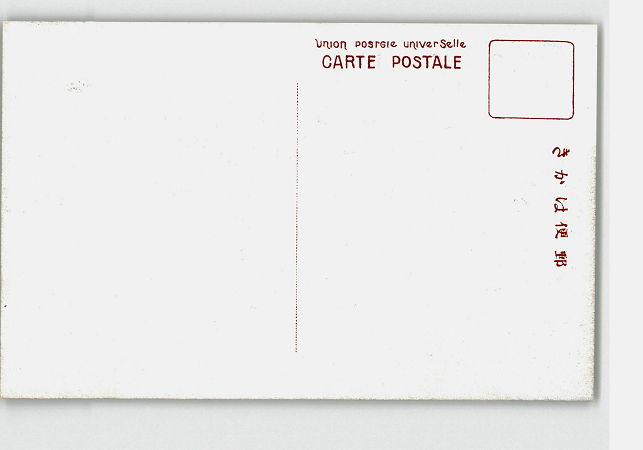 Union postale univerSelle
CARTE POSTALE
郵便はかき